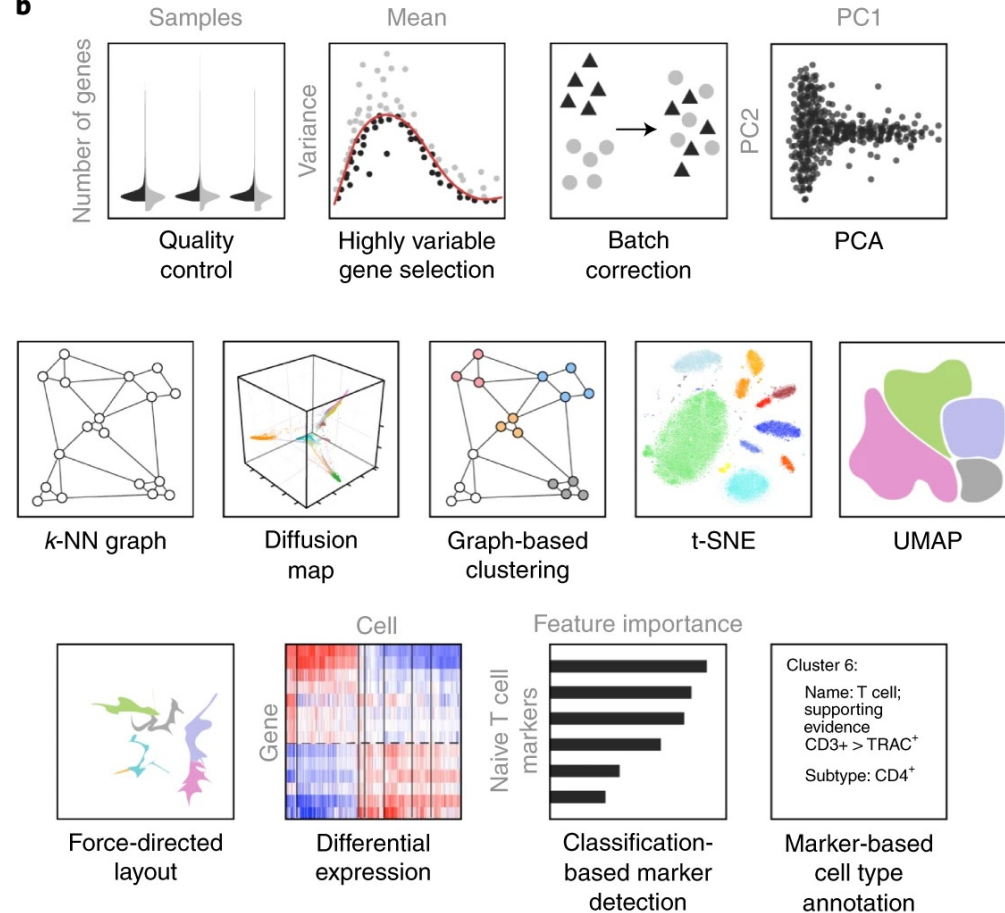 b
Samples
Mean
PC1
Number of genes
Variance
PC2
Quality
control
Highly variable
gene selection
Batch
correction
PCA
k-NN graph
Diffusion
map
Graph-based
clustering
t-SNE
UMAP
Cell
Feature importance
Gene
Naive T cell
markers
Cluster 6:
Name: T cell;
supporting
evidence
CD3+ > TRAC⁺
Subtype: CD4⁺
Force-directed
layout
Differential
expression
Classification-
based marker
detection
Marker-based
cell type
annotation